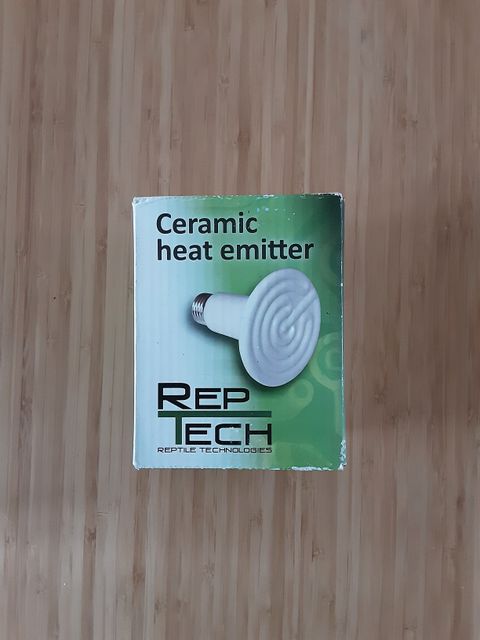 Ceramic
heat emitter
REP
TECH
REPTILE TECHNOLOGIES